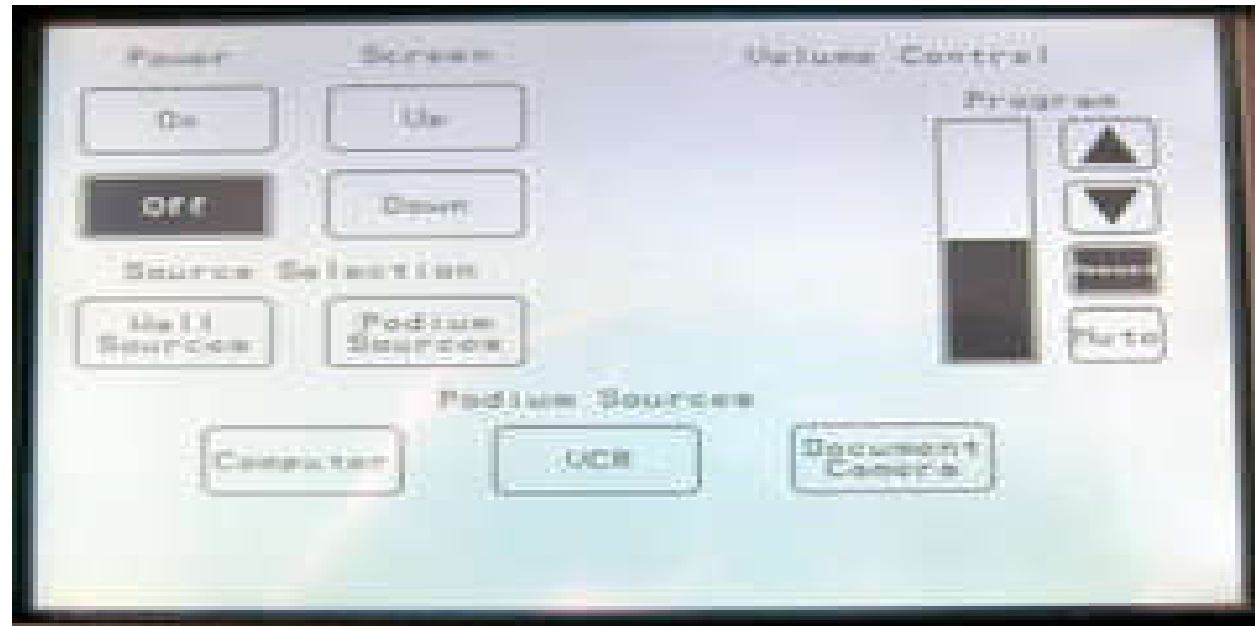 Power Screen Volume Control
Program
On Up
Off Down
Source Selection
Wall Podium
Sources Sources
Mute
Podium Sources
Computer VCR Document
Camera